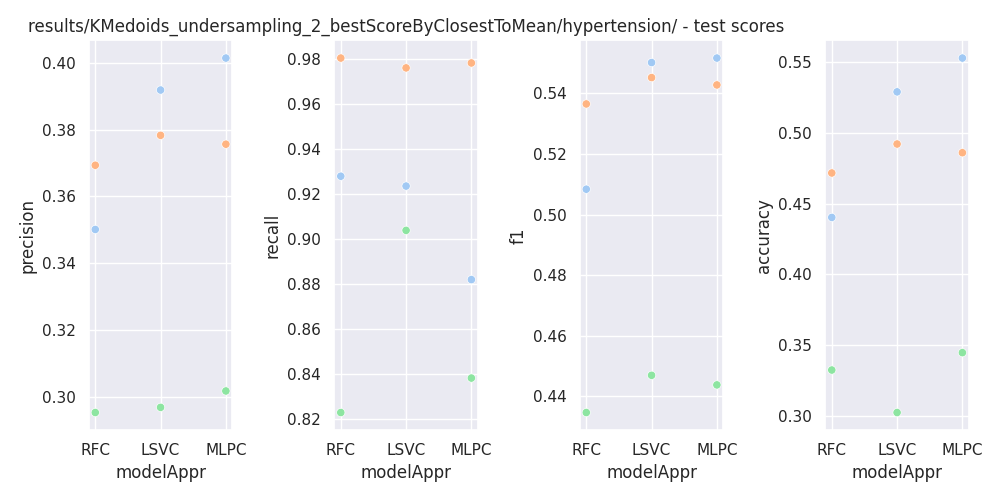 results/KMedoids_undersampling_2_bestScoreByClosestToMean/hypertension/ - test scores
precision
0.40
0.38
0.36
0.34
0.32
0.30
RFC LSVC MLPC
modelAppr
recall
0.98
0.96
0.94
0.92
0.90
0.88
0.86
0.84
0.82
RFC LSVC MLPC
modelAppr
f1
0.54
0.52
0.50
0.48
0.46
0.44
RFC LSVC MLPC
modelAppr
accuracy
0.55
0.50
0.45
0.40
0.35
0.30
RFC LSVC MLPC
modelAppr